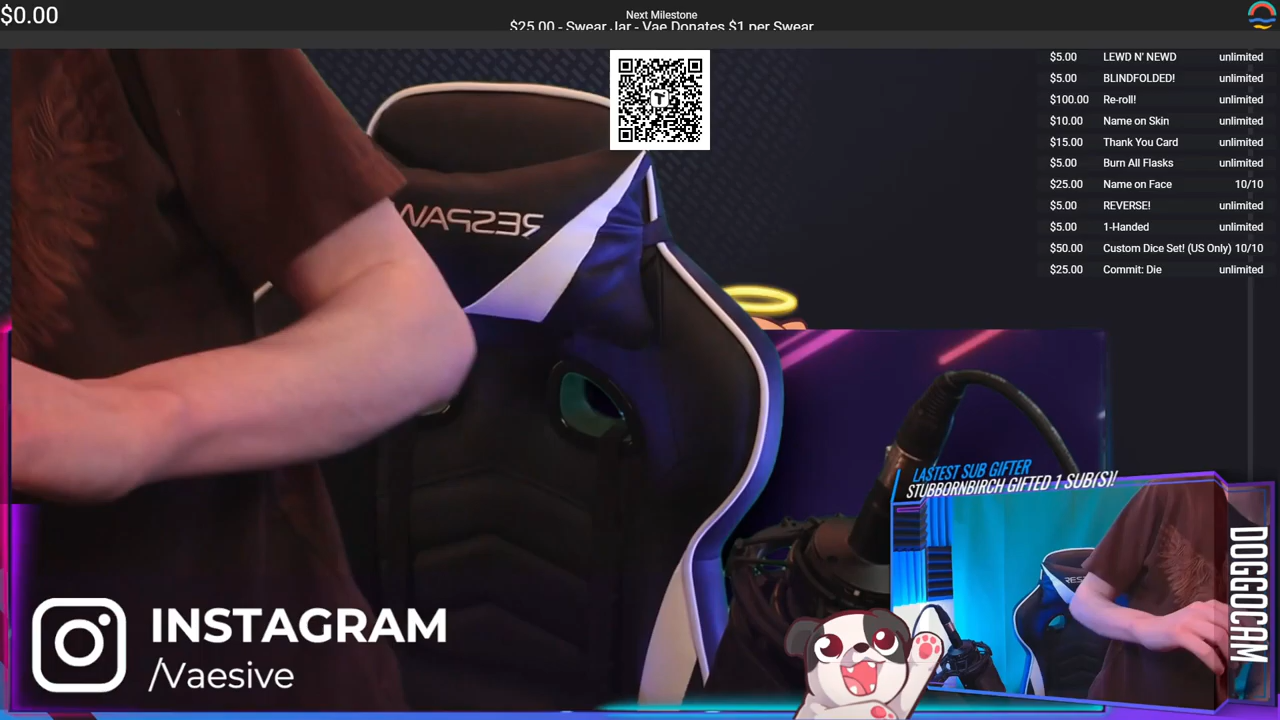 $0.00
Next Milestone
$25.00 - Swear Jar - Vae Donates $1 per Swear
$5.00 LEWD N' NEWD unlimited
$5.00 BLINDFOLDED! unlimited
$100.00 Re-roll! unlimited
$10.00 Name on Skin unlimited
$15.00 Thank You Card unlimited
$5.00 Burn All Flasks unlimited
$25.00 Name on Face 10/10
$5.00 REVERSE! unlimited
$5.00 1-Handed unlimited
$50.00 Custom Dice Set! (US Only) 10/10
$25.00 Commit: Die unlimited
RESPAWN
T
LASTEST SUB GIFTER
STUBBORNBIRCH GIFTED 1 SUB(S)!
RES
DOGGOCAM
INSTAGRAM
/Vaesive